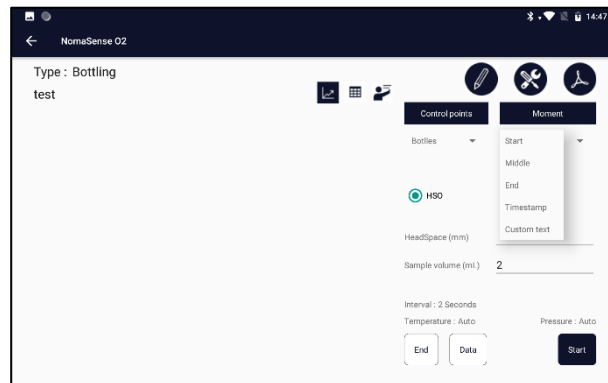 14:47
NomaSense O2
Type : Bottling
test
Control points
Moment
Botlles
Start
Middle
End
Timestamp
Custom text
HSO
HeadSpace (mm)
Sample volume (ml.) 2
Interval : 2 Seconds
Temperature : Auto Pressure : Auto
End Data Start